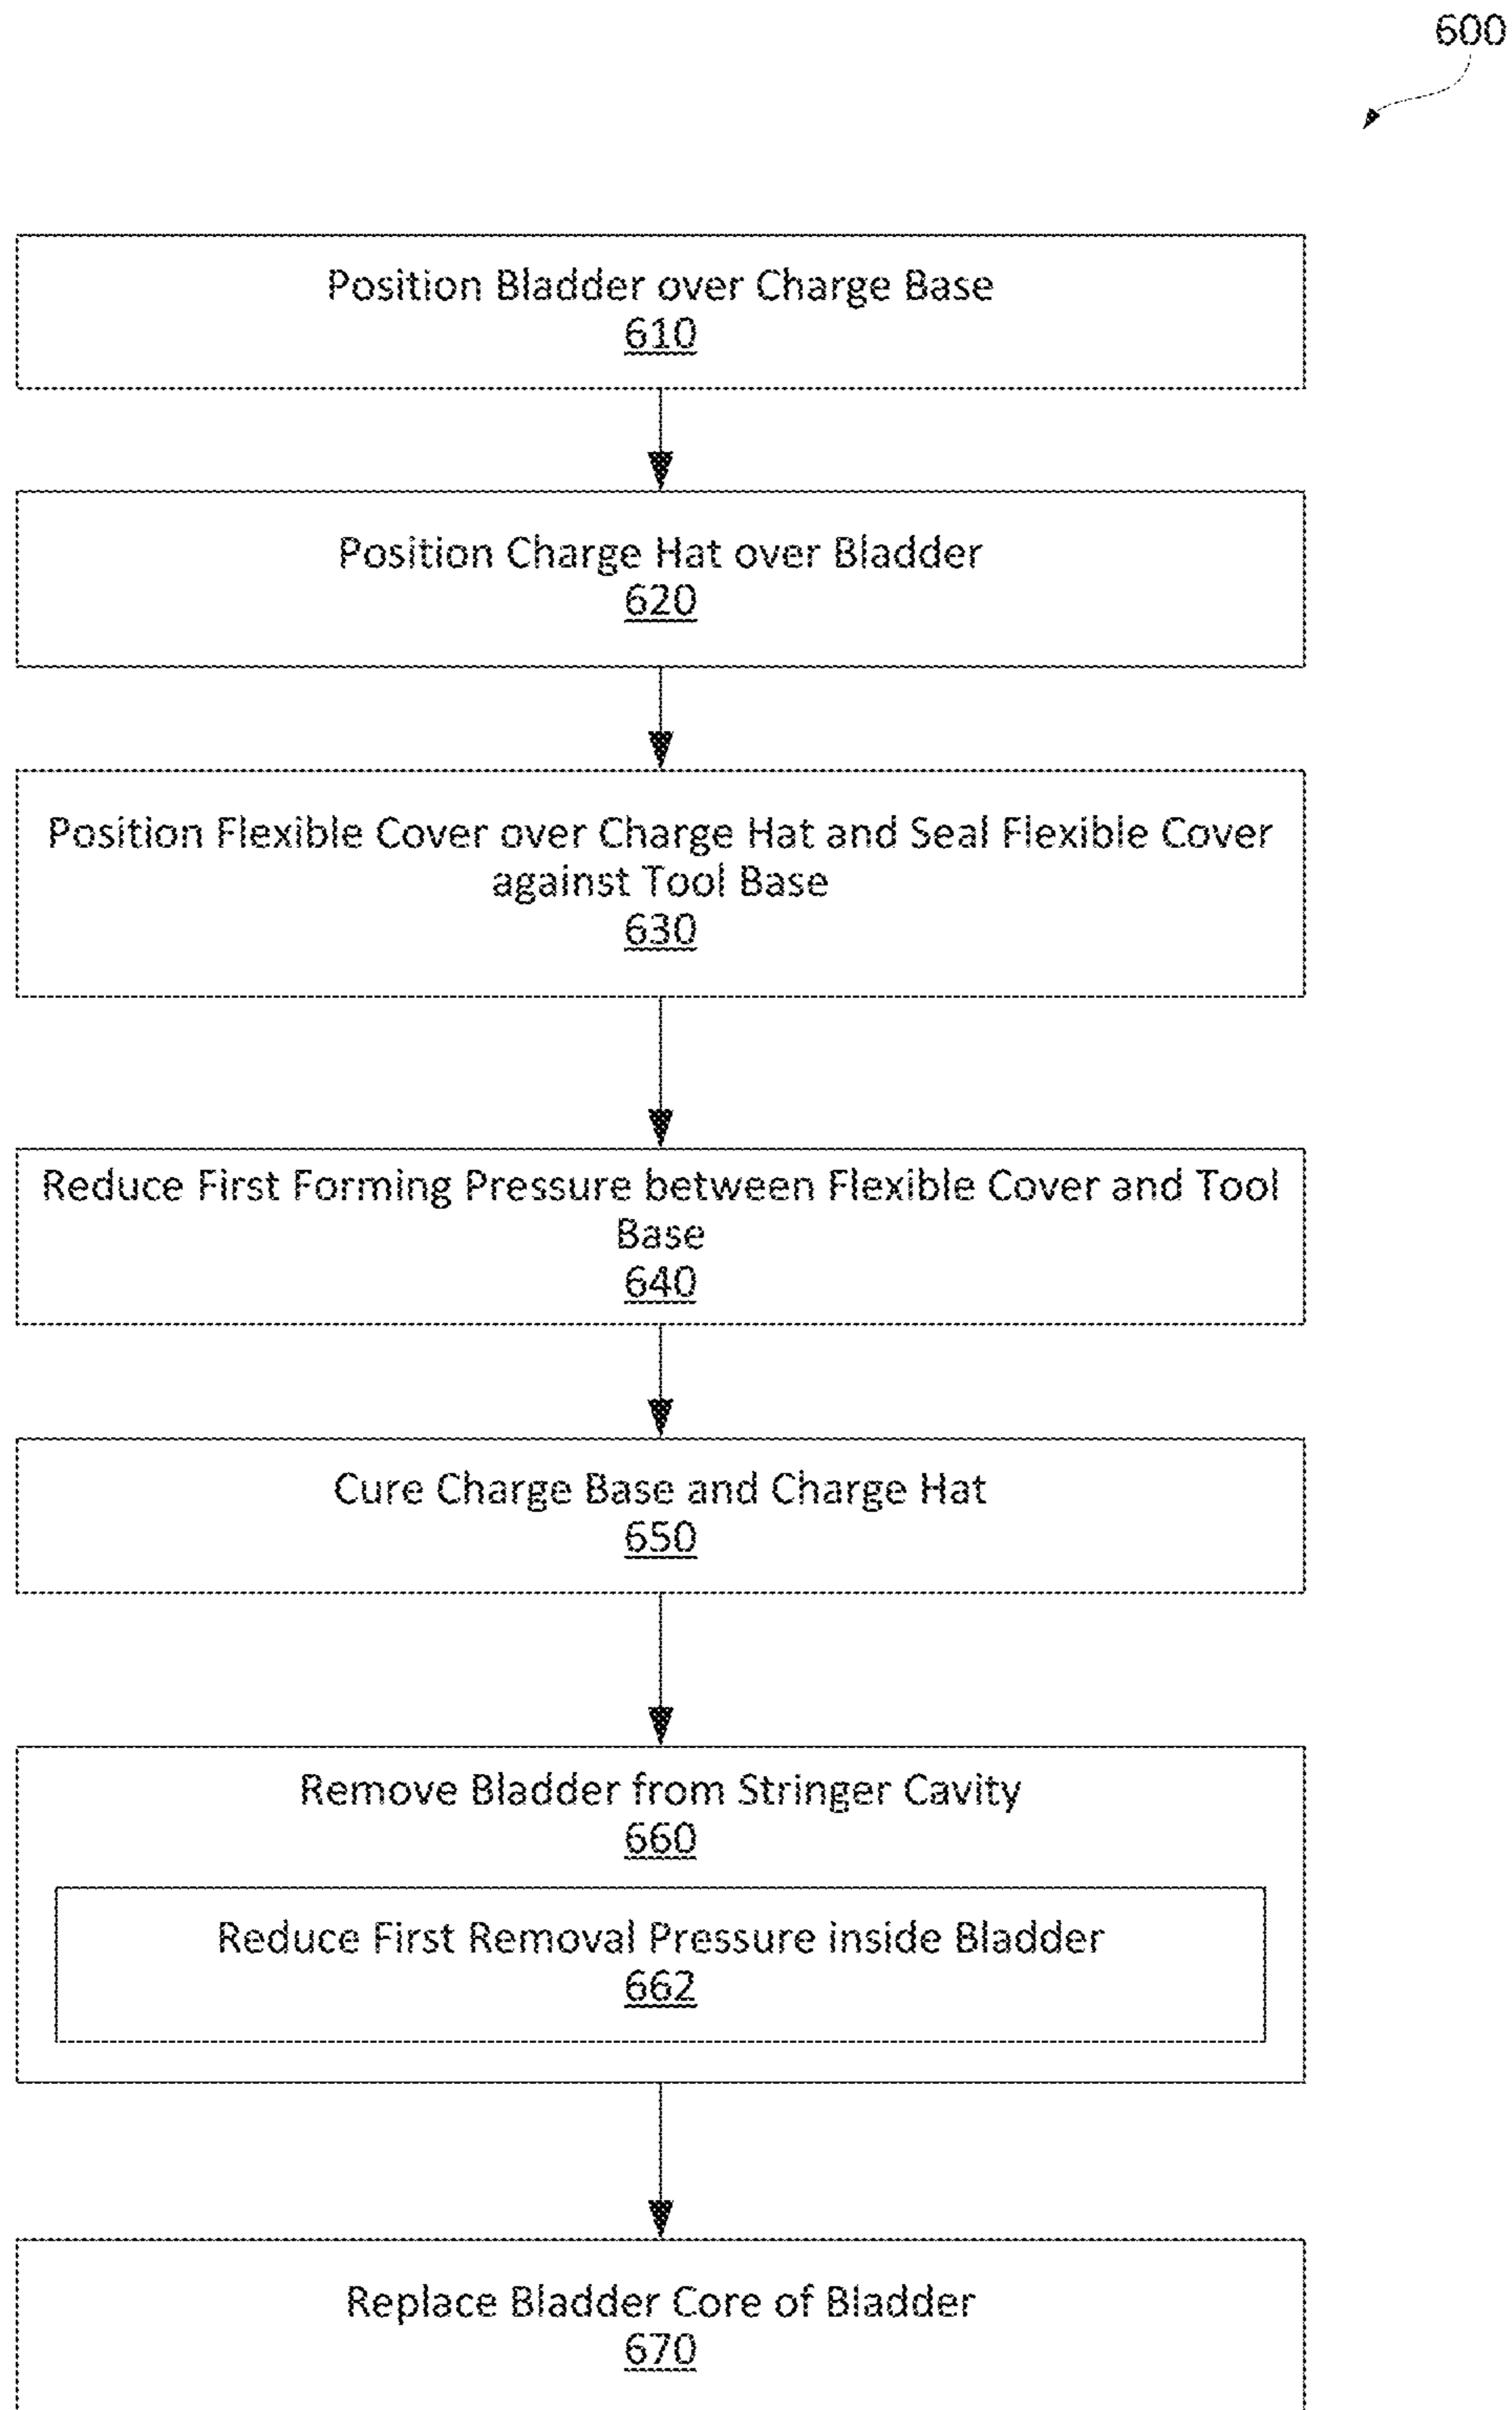 600
Position Bladder over Charge Base
610
Position Charge Hat over Bladder
620
Position Flexible Cover over Charge Hat and Seal Flexible Cover
against Tool Base
630
Reduce First Forming Pressure between Flexible Cover and Tool
Base
640
Cure Charge Base and Charge Hat
650
Remove Bladder from Stringer Cavity
660
Reduce First Removal Pressure inside Bladder
662
Replace Bladder Core of Bladder
670